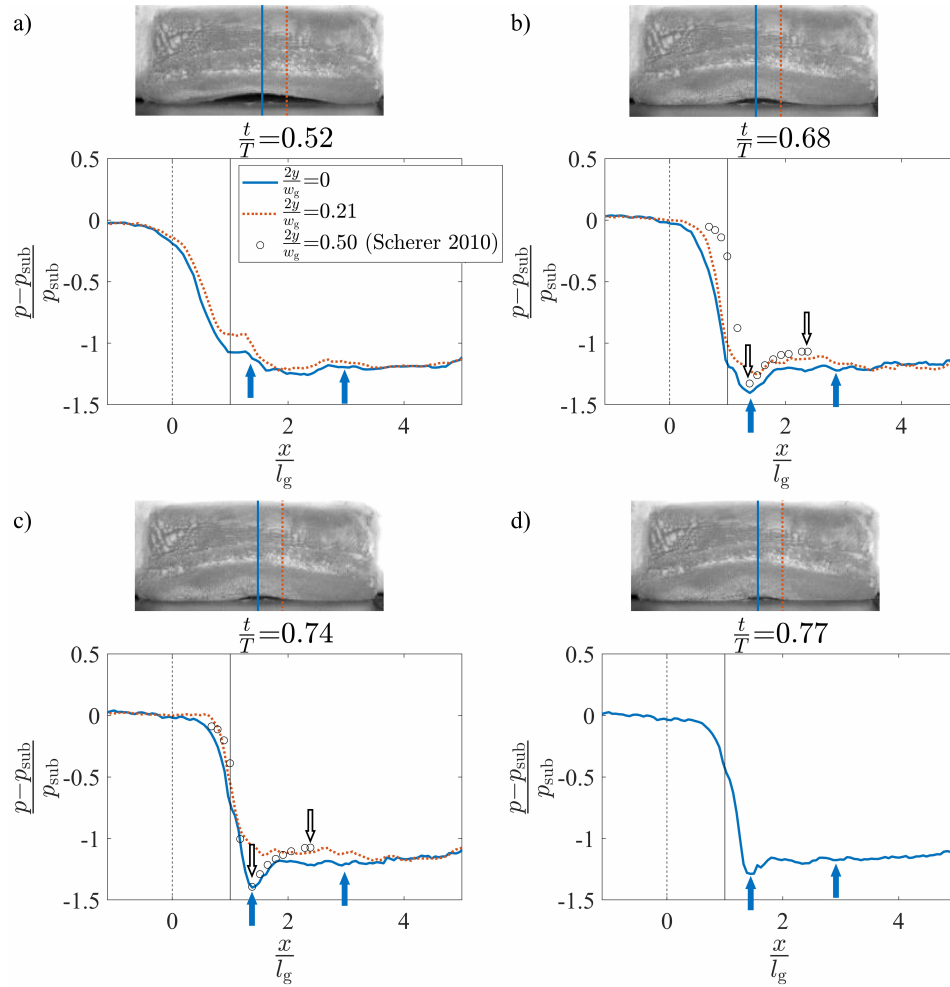 a)
t/T=0.52
0.5
0
-0.5
-1
-1.5
p−p_sub / p_sub
2y/w_g=0
2y/w_g=0.21
2y/w_g=0.50 (Scherer 2010)
0 2 4
x/l_g
b)
t/T=0.68
0.5
0
-0.5
-1
-1.5
p−p_sub / p_sub
0 2 4
x/l_g
c)
t/T=0.74
0.5
0
-0.5
-1
-1.5
p−p_sub / p_sub
0 2 4
x/l_g
d)
t/T=0.77
0.5
0
-0.5
-1
-1.5
p−p_sub / p_sub
0 2 4
x/l_g